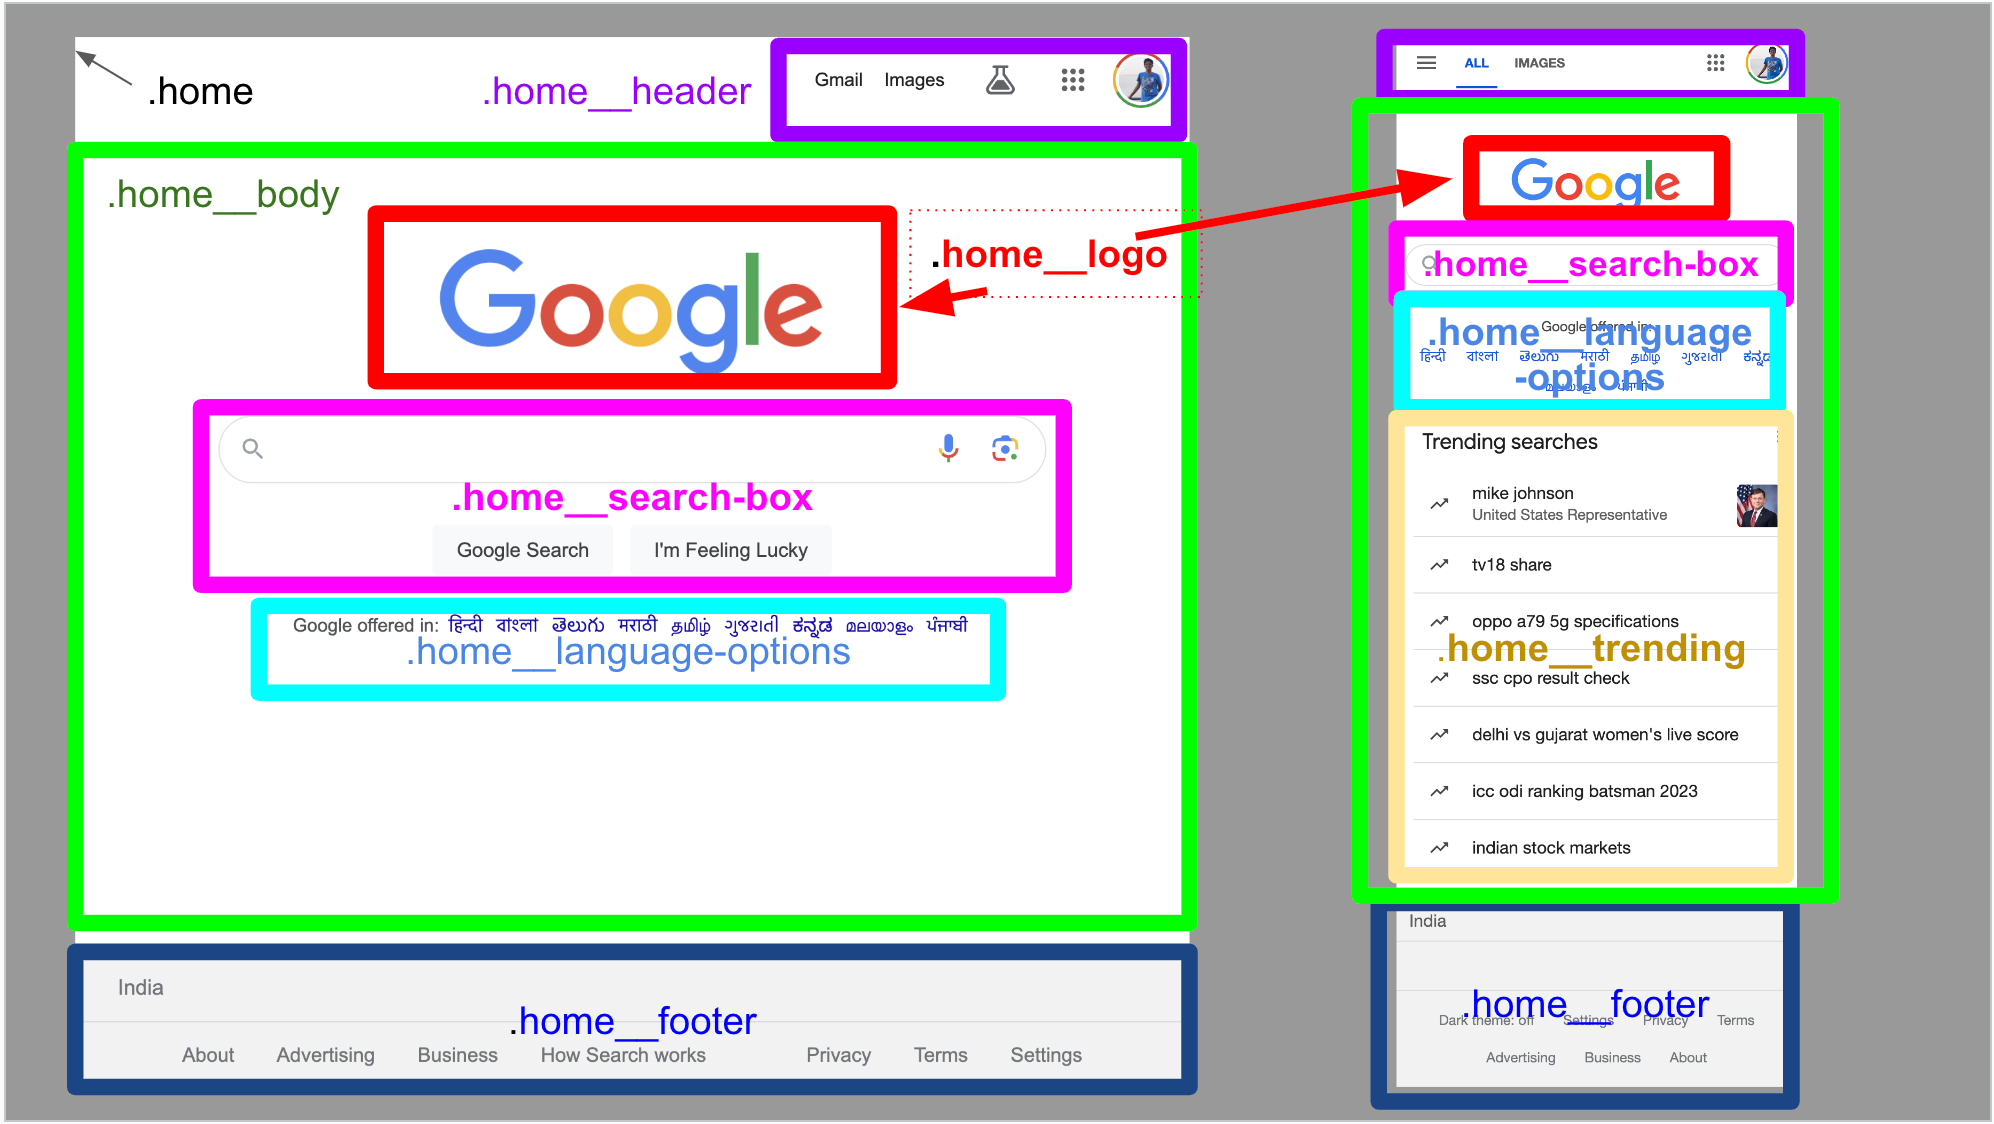 .home
.home__header
Gmail Images
.home__body
Google
.home__logo
.home__search-box
Google Search I'm Feeling Lucky
Google offered in: हिन्दी বাংলা తెలుగు मराठी தமிழ் ગુજરાતી ಕನ್ನಡ മലയാളം ਪੰਜਾਬੀ
.home__language-options
India
.home__footer
About Advertising Business How Search works Privacy Terms Settings
ALL IMAGES
Google
.home__search-box
Google offered in:
.home__language
हिन्दी বাংলা తెలుగు मराठी தமிழ் ગુજરાતી ಕನ್ನಡ
-options
മലയാളം ਪੰਜਾਬੀ
Trending searches
mike johnson
United States Representative
tv18 share
oppo a79 5g specifications
.home__trending
ssc cpo result check
delhi vs gujarat women's live score
icc odi ranking batsman 2023
indian stock markets
India
.home__footer
Dark theme: off Settings Privacy Terms
Advertising Business About